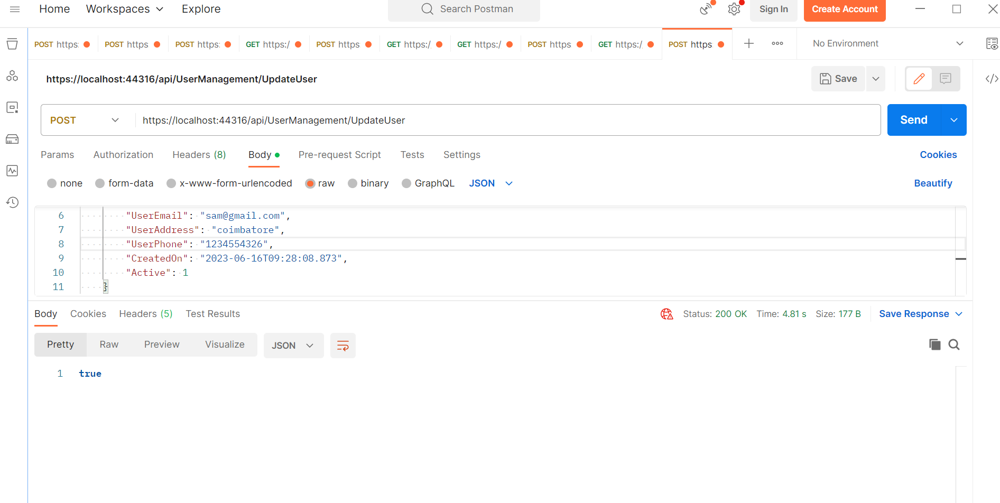 Home Workspaces Explore Search Postman Sign In Create Account
POST https: POST https POST https: GET https:/ POST https GET https:/ GET https:/ POST https GET https:/ POST https No Environment
https://localhost:44316/api/UserManagement/UpdateUser Save </>
POST https://localhost:44316/api/UserManagement/UpdateUser Send
Params Authorization Headers (8) Body Pre-request Script Tests Settings Cookies
none form-data x-www-form-urlencoded raw binary GraphQL JSON Beautify
6 "UserEmail": "sam@gmail.com",
7 "UserAddress": "coimbatore",
8 "UserPhone": "1234554326",
9 "CreatedOn": "2023-06-16T09:28:08.873",
10 "Active": 1
11 }
Body Cookies Headers (5) Test Results Status: 200 OK Time: 4.81 s Size: 177 B Save Response
Pretty Raw Preview Visualize JSON
1 true